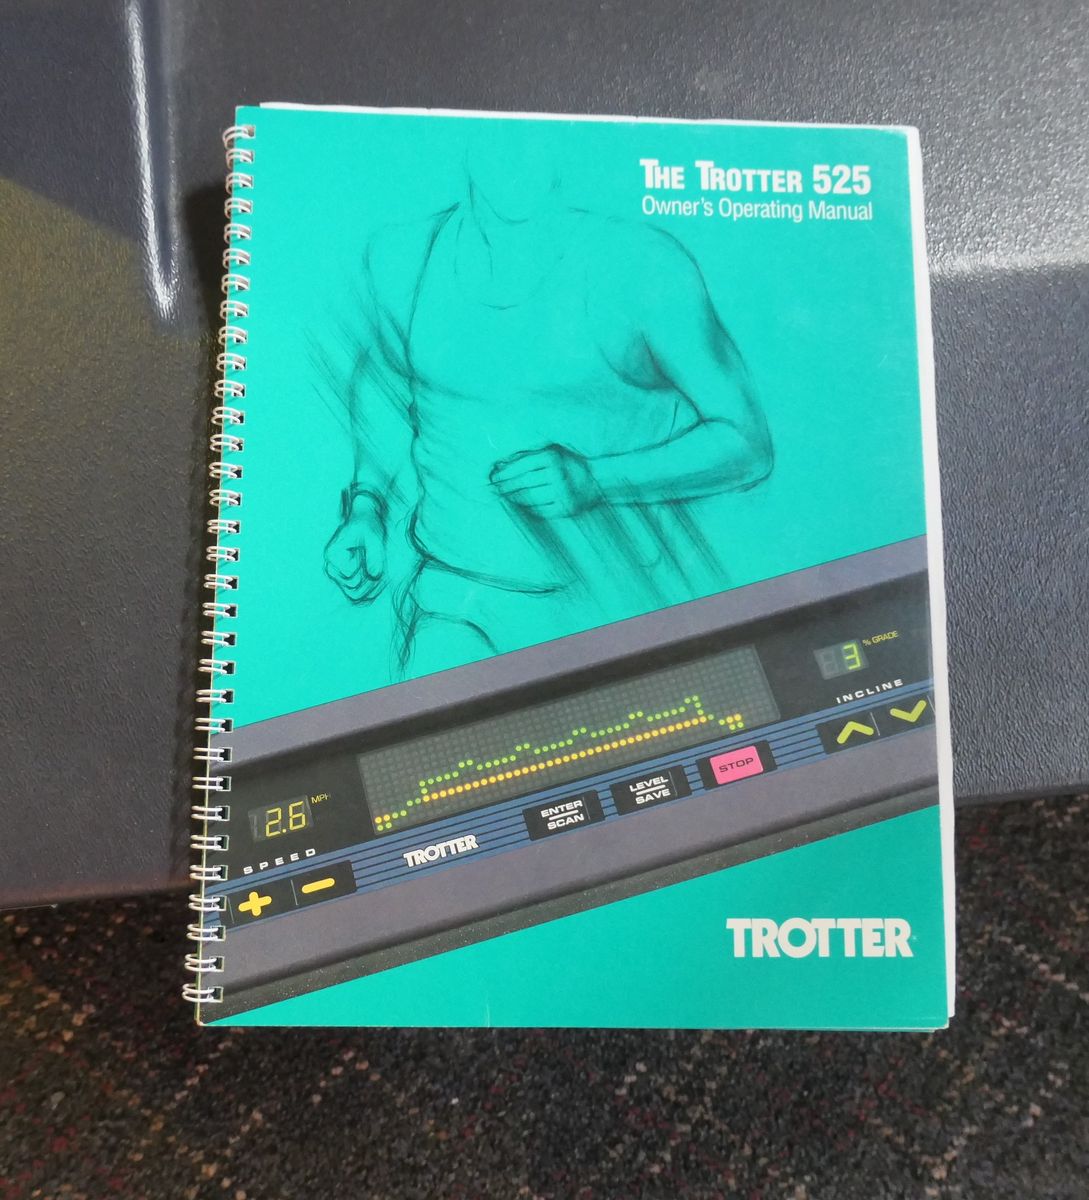 THE TROTTER 525
Owner's Operating Manual
3
% GRADE
INCLINE
2.6
MPH
SPEED
+
−
TROTTER
ENTER
SCAN
LEVEL
SAVE
STOP
TROTTER